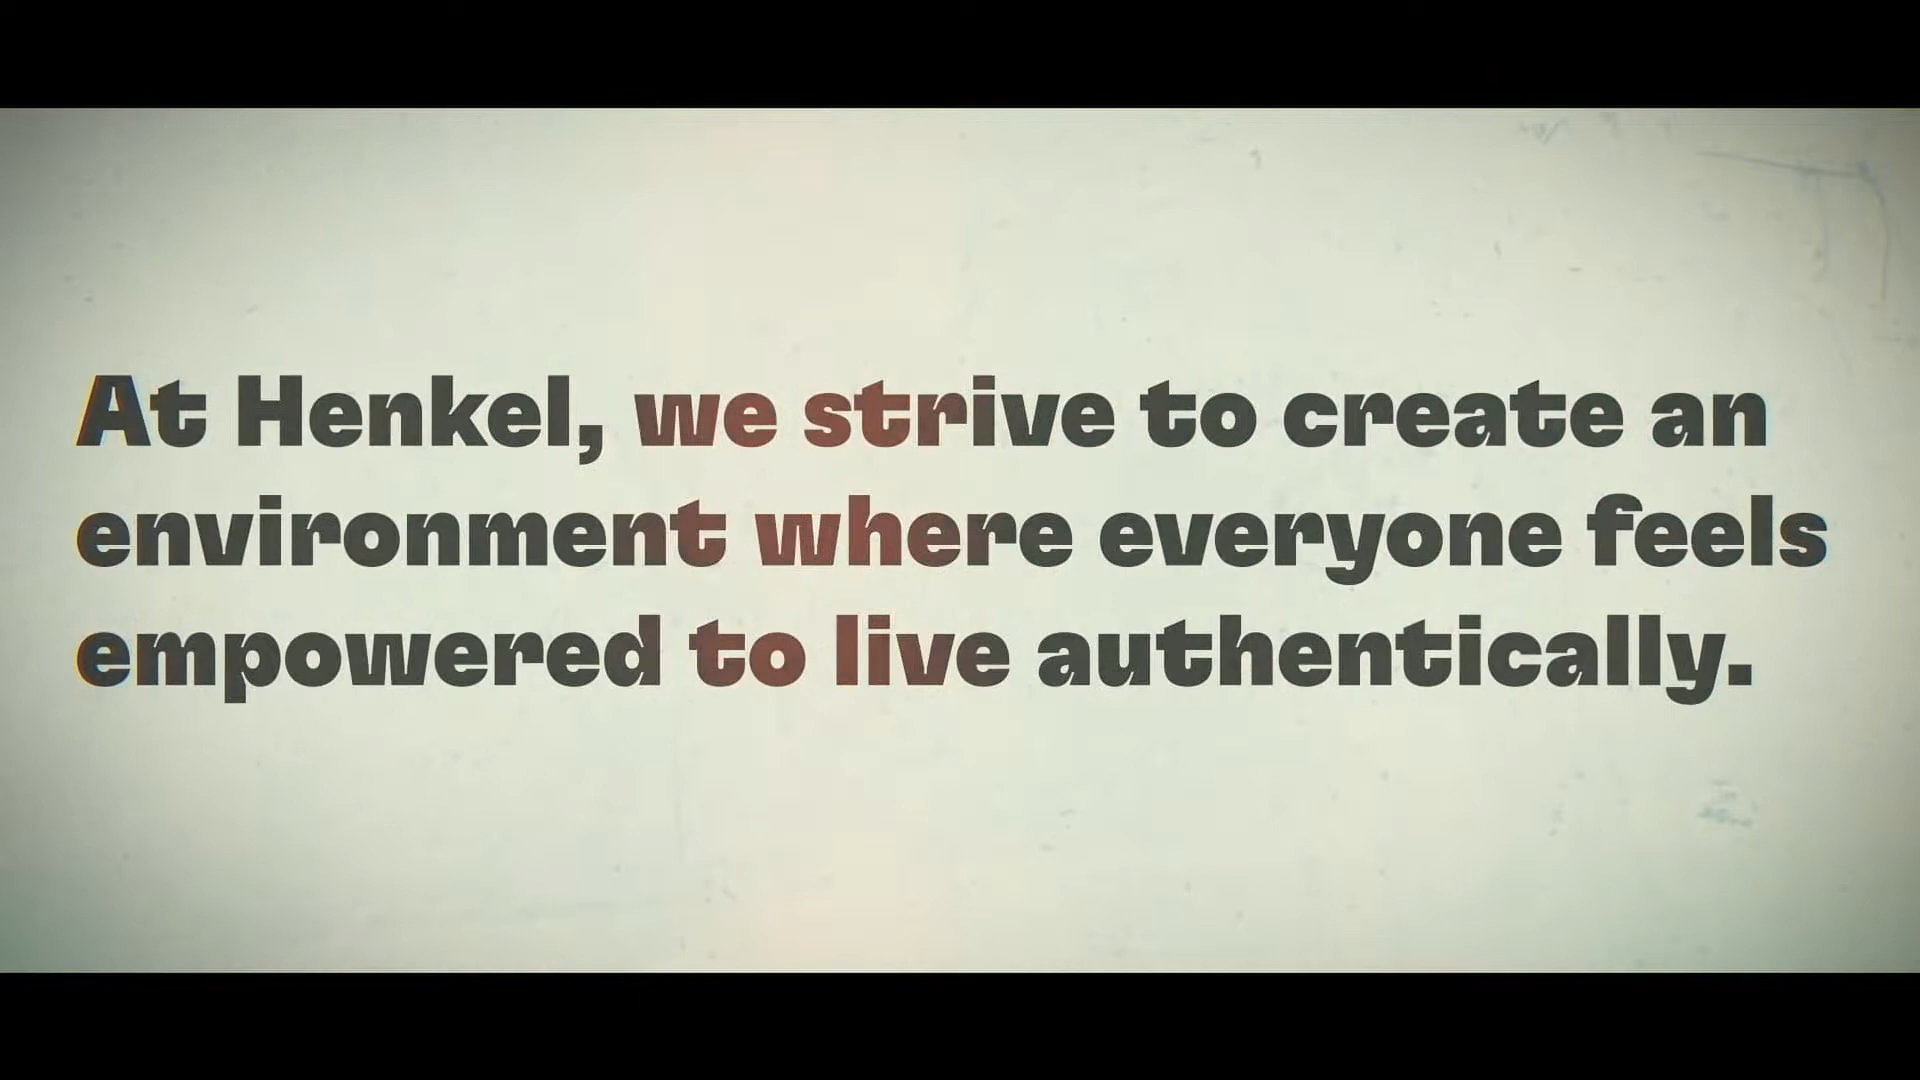 At Henkel, we strive to create an
environment where everyone feels
empowered to live authentically.